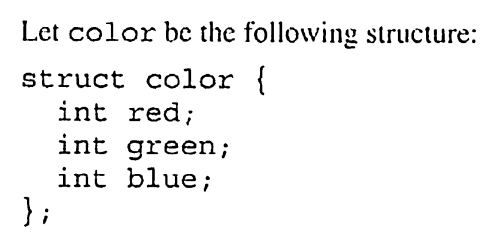 Let color be the following structure:
struct color {
  int red;
  int green;
  int blue;
};